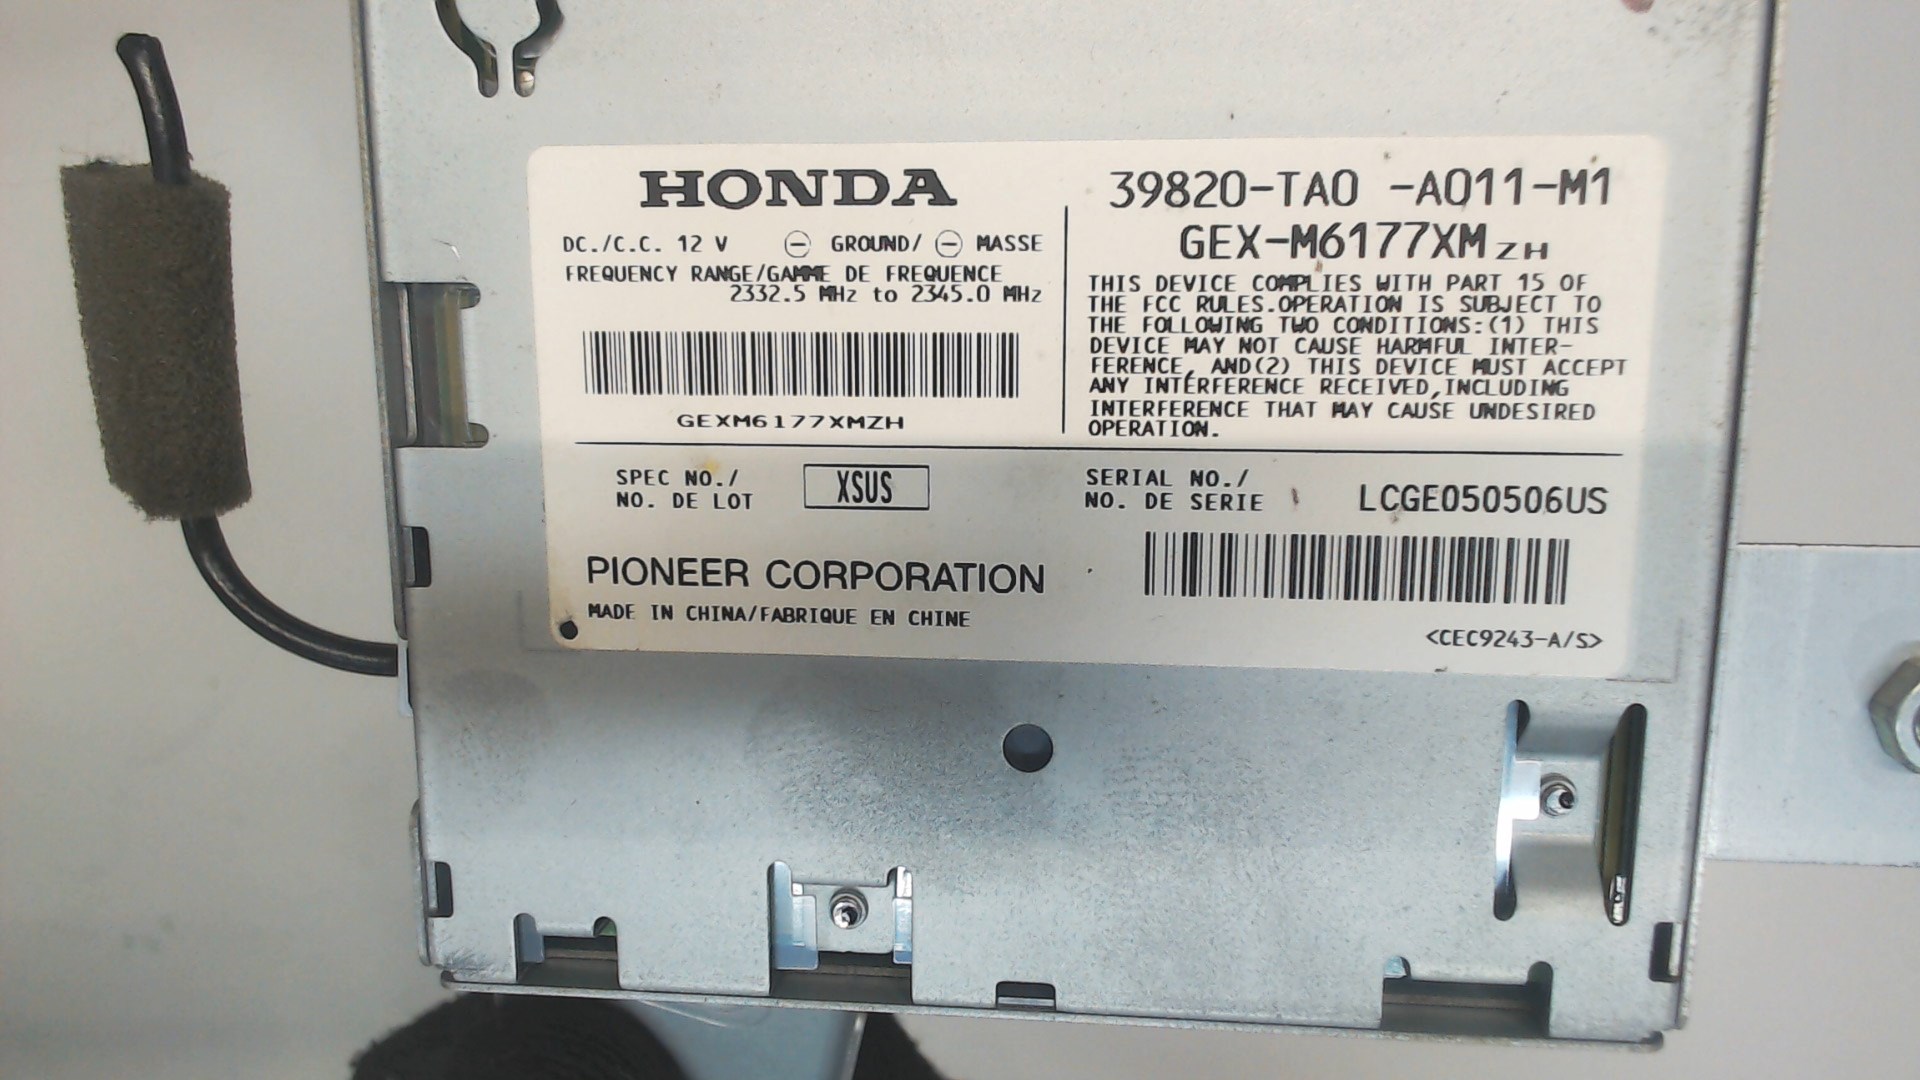 HONDA
DC./C.C. 12 V ⊖ GROUND/ ⊖ MASSE
FREQUENCY RANGE/GAMME DE FREQUENCE
2332.5 MHz to 2345.0 MHz
GEXM6177XMZH
39820-TA0 -A011-M1
GEX-M6177XM ZH
THIS DEVICE COMPLIES WITH PART 15 OF
THE FCC RULES.OPERATION IS SUBJECT TO
THE FOLLOWING TWO CONDITIONS:(1) THIS
DEVICE MAY NOT CAUSE HARMFUL INTER-
FERENCE, AND(2) THIS DEVICE MUST ACCEPT
ANY INTERFERENCE RECEIVED,INCLUDING
INTERFERENCE THAT MAY CAUSE UNDESIRED
OPERATION.
SPEC NO./
NO. DE LOT
XSUS
SERIAL NO./
NO. DE SERIE
LCGE050506US
PIONEER CORPORATION
MADE IN CHINA/FABRIQUE EN CHINE
<CEC9243-A/S>